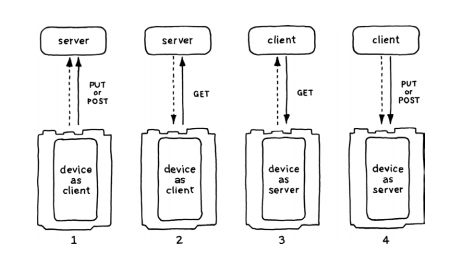 server
server
client
client
PUT
or
POST
GET
GET
PUT
or
POST
device
as
client
device
as
client
device
as
server
device
as
server
1
2
3
4